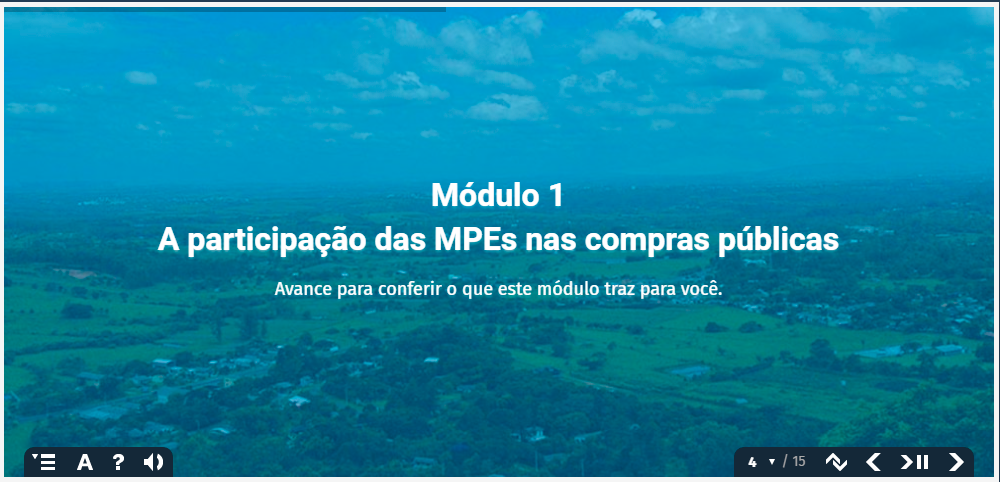 Módulo 1
A participação das MPEs nas compras públicas
Avance para conferir o que este módulo traz para você.
A ? 4 / 15